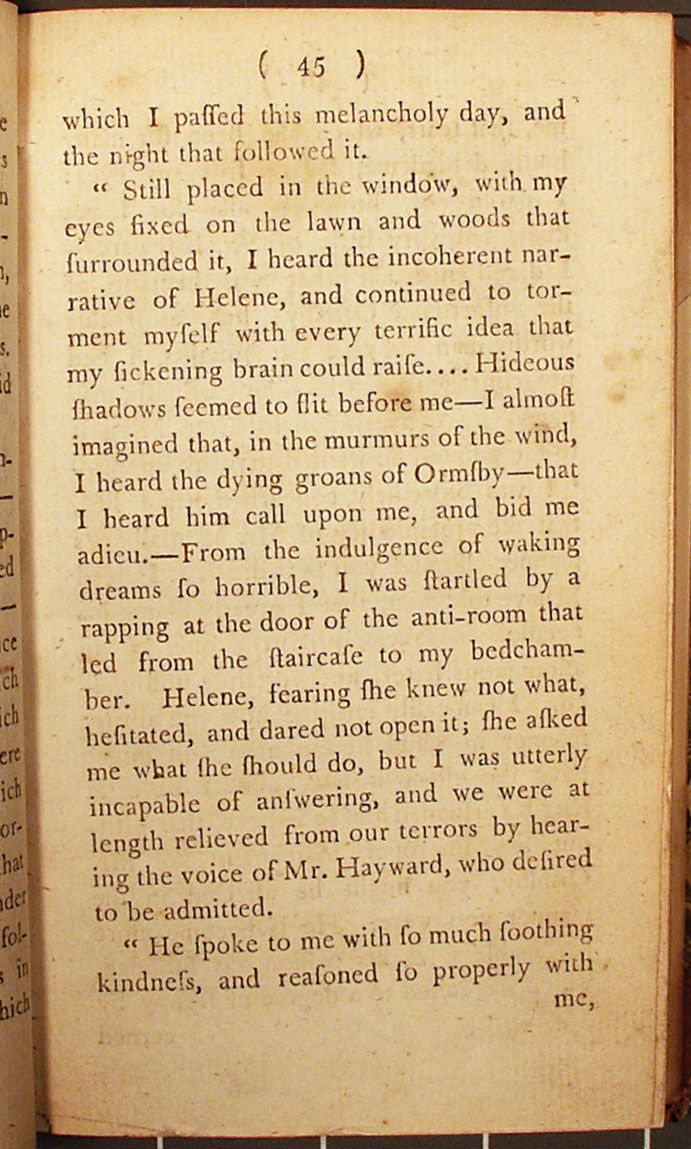 ( 45 )
which I paſſed this melancholy day, and
the night that followed it.
“ Still placed in the window, with my
eyes fixed on the lawn and woods that
ſurrounded it, I heard the incoherent nar-
rative of Helene, and continued to tor-
ment myſelf with every terrific idea that
my ſickening brain could raiſe.... Hideous
ſhadows ſeemed to flit before me—I almoſt
imagined that, in the murmurs of the wind,
I heard the dying groans of Ormſby—that
I heard him call upon me, and bid me
adieu.—From the indulgence of waking
dreams ſo horrible, I was ſtartled by a
rapping at the door of the anti-room that
led from the ſtaircaſe to my bedcham-
ber. Helene, fearing ſhe knew not what,
heſitated, and dared not open it; ſhe aſked
me what ſhe ſhould do, but I was utterly
incapable of anſwering, and we were at
length relieved from our terrors by hear-
ing the voice of Mr. Hayward, who deſired
to be admitted.
“ He ſpoke to me with ſo much ſoothing
kindneſs, and reaſoned ſo properly with
me,